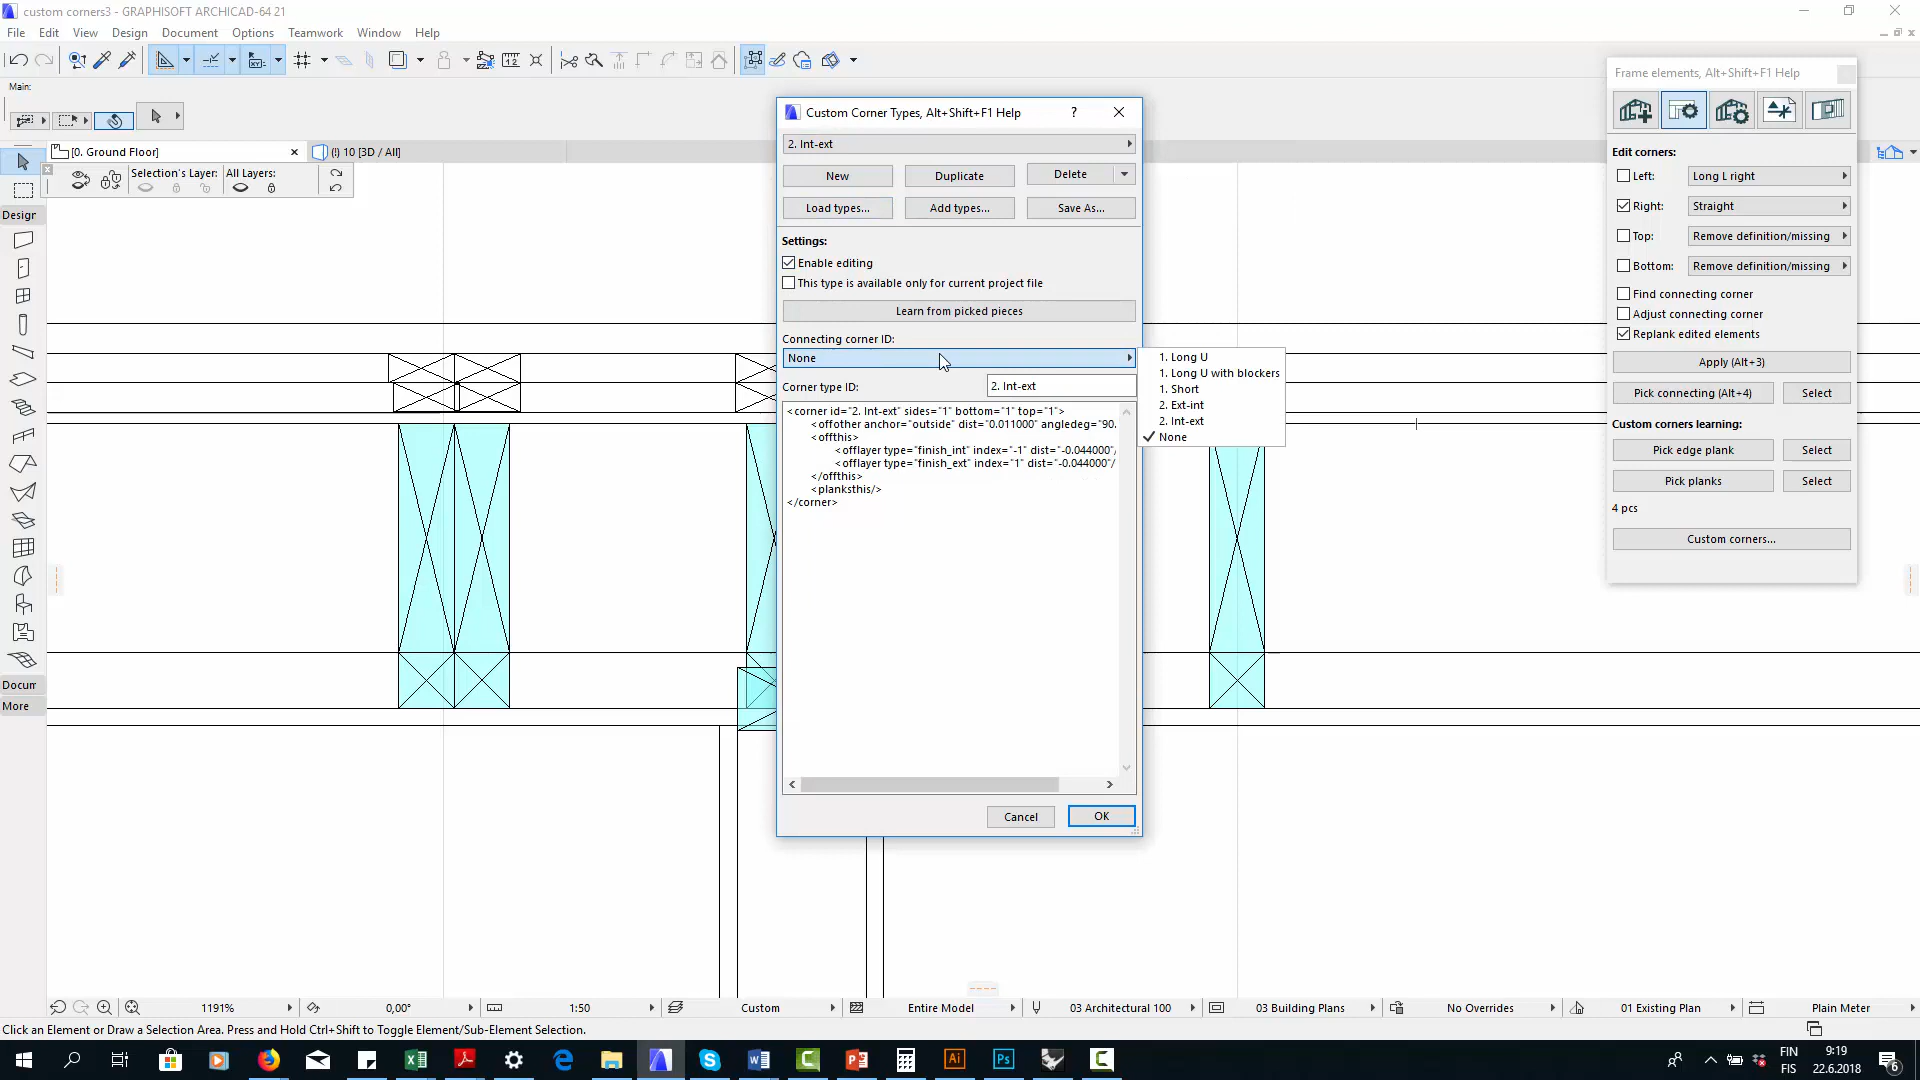 custom corners3 - GRAPHISOFT ARCHICAD-64 21
File Edit View Design Document Options Teamwork Window Help
Main:
[0. Ground Floor]
(!) 10 [3D / All]
Selection's Layer:
All Layers:
Design
Docum
More
Custom Corner Types, Alt+Shift+F1 Help
2. Int-ext
New
Duplicate
Delete
Load types...
Add types...
Save As...
Settings:
Enable editing
This type is available only for current project file
Learn from picked pieces
Connecting corner ID:
None
Corner type ID:
2. Int-ext
<corner id="2. Int-ext" sides="1" bottom="1" top="1">
<offother anchor="outside" dist="0.011000" angledeg="90.
<offthis>
<offlayer type="finish_int" index="-1" dist="-0.044000"/
<offlayer type="finish_ext" index="1" dist="-0.044000"/
</offthis>
<planksthis/>
</corner>
Cancel
OK
1. Long U
1. Long U with blockers
1. Short
2. Ext-int
2. Int-ext
None
Frame elements, Alt+Shift+F1 Help
Edit corners:
Left: Long L right
Right: Straight
Top: Remove definition/missing
Bottom: Remove definition/missing
Find connecting corner
Adjust connecting corner
Replank edited elements
Apply (Alt+3)
Pick connecting (Alt+4)
Select
Custom corners learning:
Pick edge plank
Select
Pick planks
Select
4 pcs
Custom corners...
1191% 0,00° 1:50 Custom Entire Model 03 Architectural 100 03 Building Plans No Overrides 01 Existing Plan Plain Meter
Click an Element or Draw a Selection Area. Press and Hold Ctrl+Shift to Toggle Element/Sub-Element Selection.
FIN
FIS
9:19
22.6.2018
6